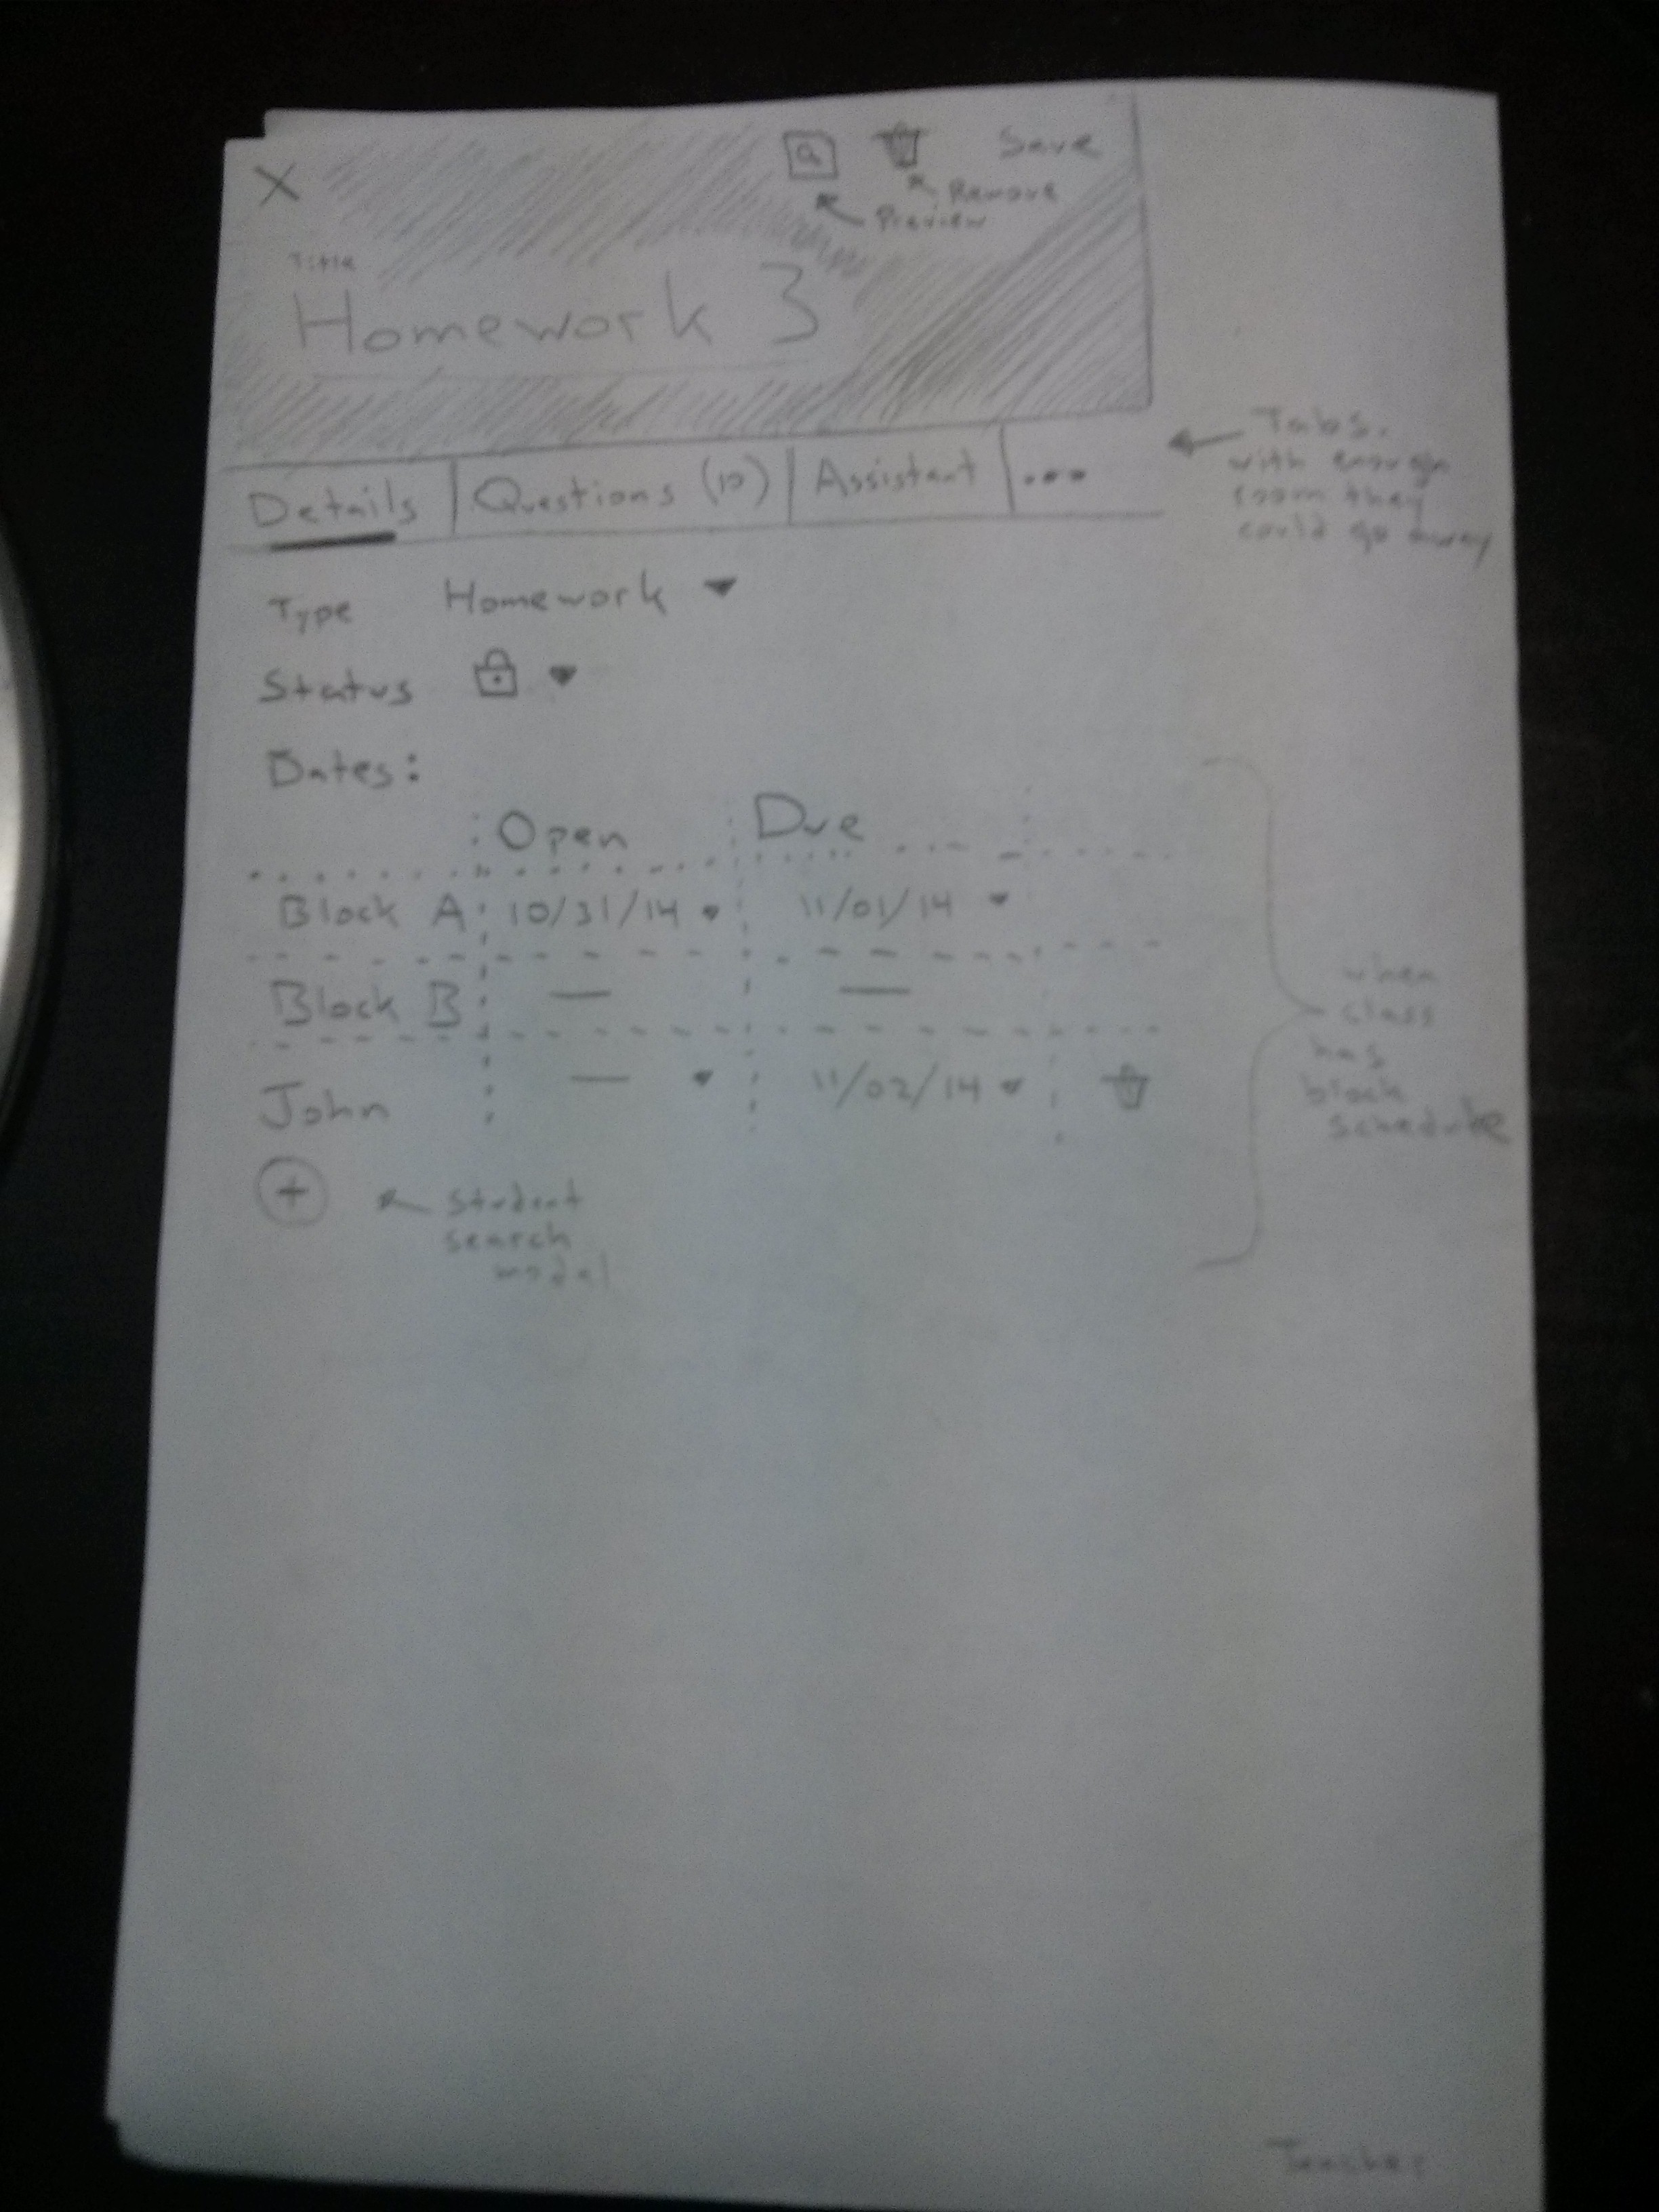 X Save
Remove
Preview
Title
Homework 3
Details Questions (10) Assistant ...
Tabs.
with enough
room they
could go away
Type Homework
Status
Dates:
Open Due
Block A 10/31/14 11/01/14
Block B — —
John — 11/02/14
when
class
has
block
schedule
+ student
search
modal
Teacher